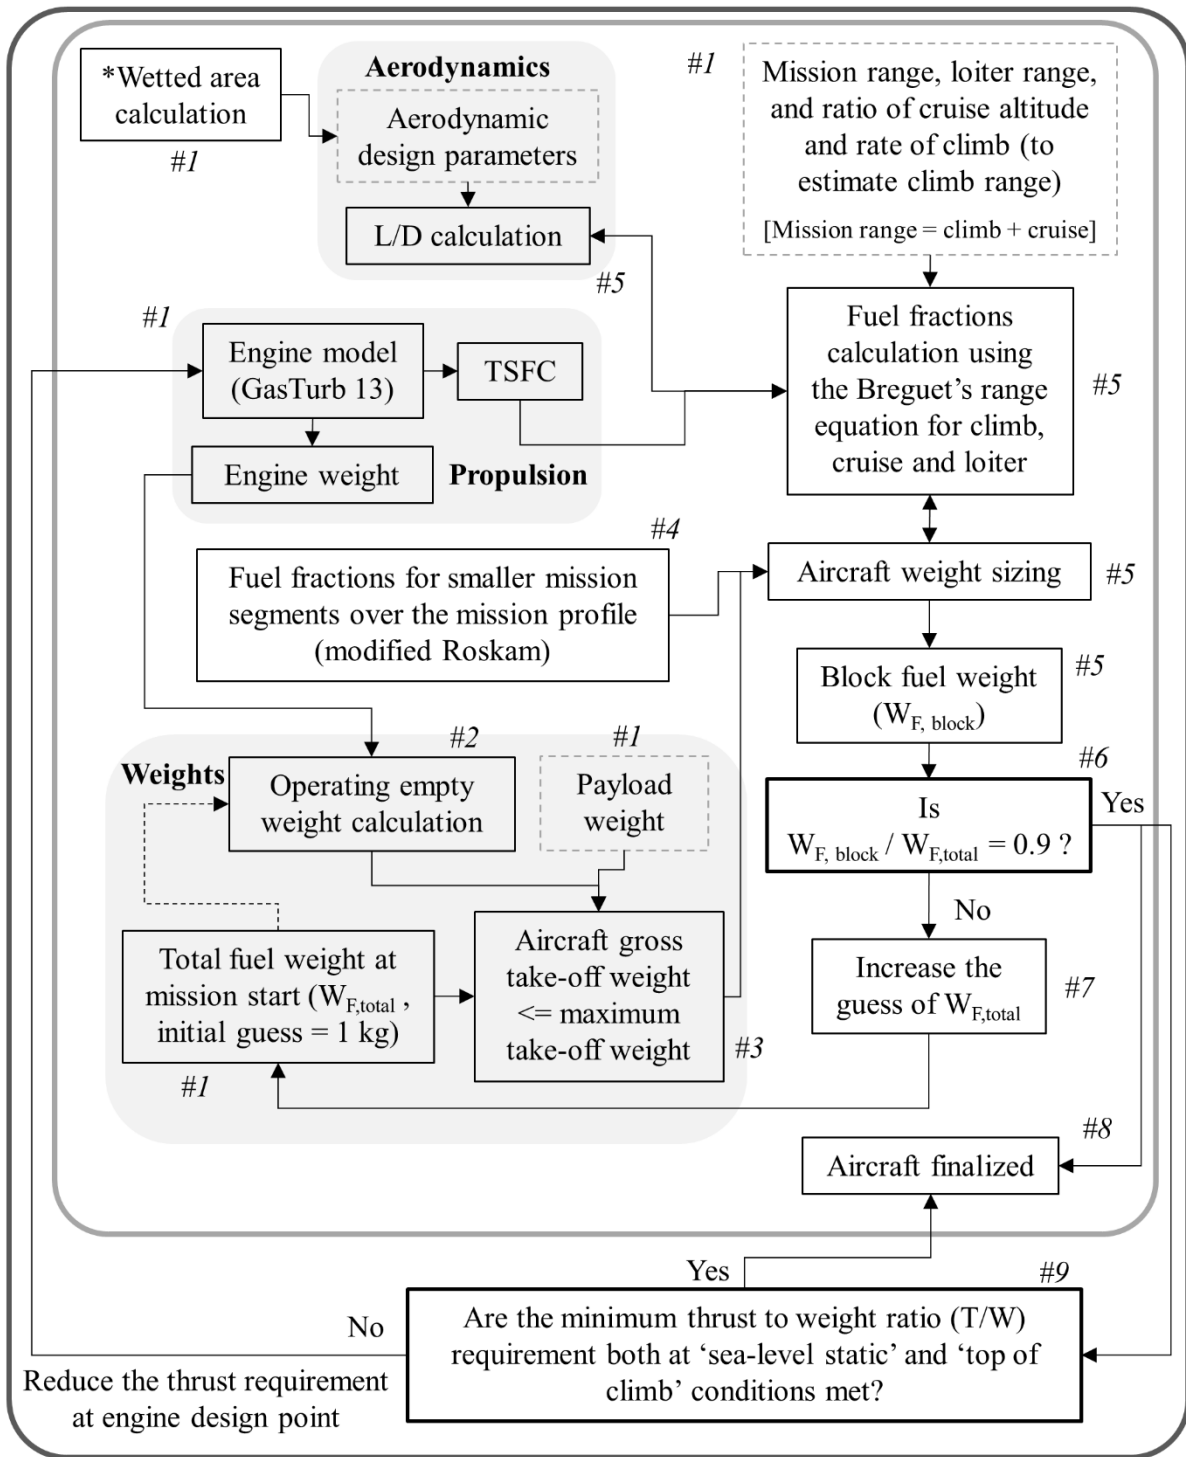 *Wetted area
calculation
#1
Aerodynamics
Aerodynamic
design parameters
L/D calculation
#5
#1
Mission range, loiter range,
and ratio of cruise altitude
and rate of climb (to
estimate climb range)
[Mission range = climb + cruise]
#1
Engine model
(GasTurb 13)
TSFC
Engine weight
Propulsion
Fuel fractions
calculation using
the Breguet’s range
equation for climb,
cruise and loiter
#5
#4
Fuel fractions for smaller mission
segments over the mission profile
(modified Roskam)
Aircraft weight sizing
#5
Block fuel weight
(W_F, block)
#5
Weights
#2
Operating empty
weight calculation
#1
Payload
weight
#6
Is
W_F, block / W_F,total = 0.9 ?
Yes
No
Total fuel weight at
mission start (W_F,total ,
initial guess = 1 kg)
#1
Aircraft gross
take-off weight
<= maximum
take-off weight
#3
Increase the
guess of W_F,total
#7
#8
Aircraft finalized
Yes
#9
Are the minimum thrust to weight ratio (T/W)
requirement both at ‘sea-level static’ and ‘top of
climb’ conditions met?
No
Reduce the thrust requirement
at engine design point